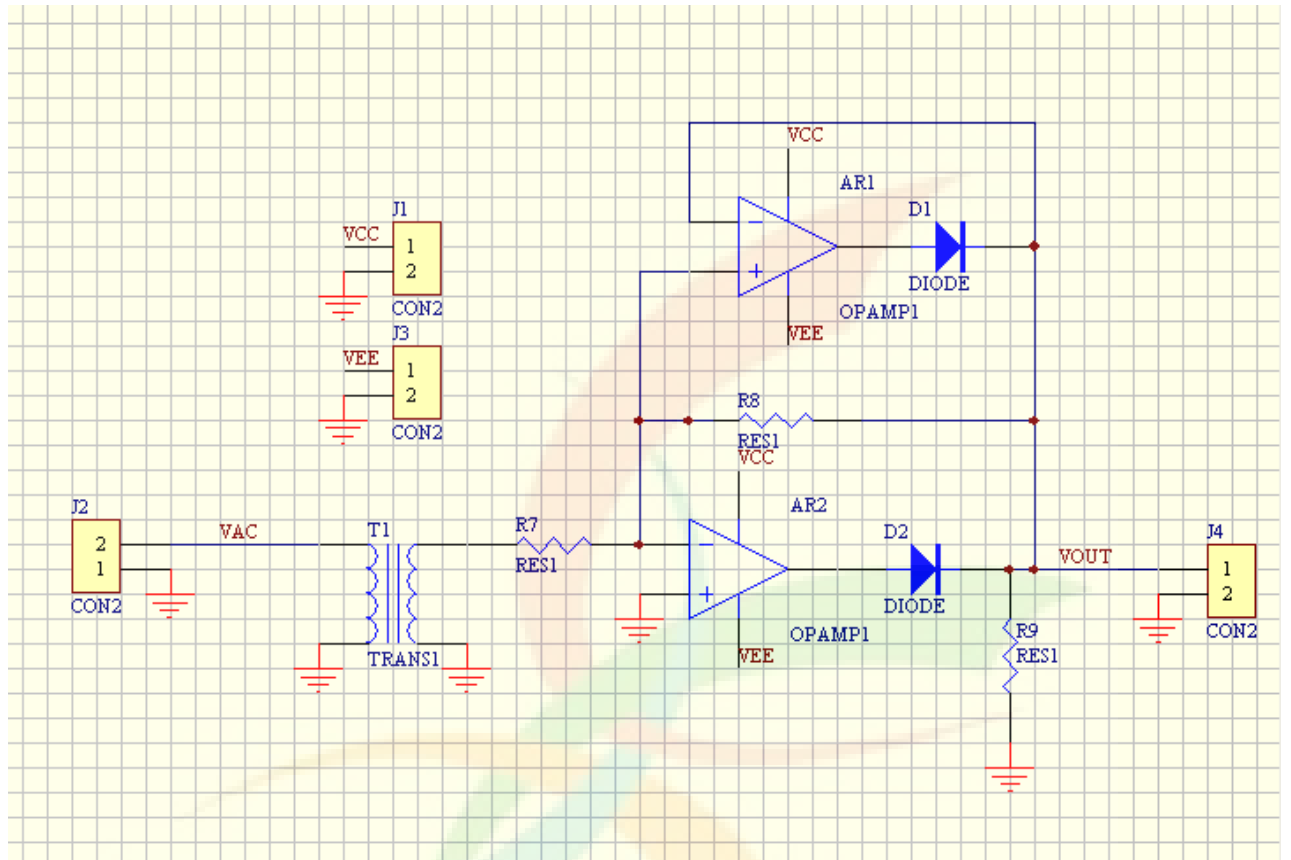 VCC
AR1
J1
D1
VCC
1
2
DIODE
CON2
OPAMP1
J3
VEE
VEE
1
2
R8
CON2
RES1
VCC
J2
AR2
VAC
T1
R7
D2
J4
2
VOUT
1
RES1
1
CON2
DIODE
2
OPAMP1
R9
CON2
TRANS1
VEE
RES1